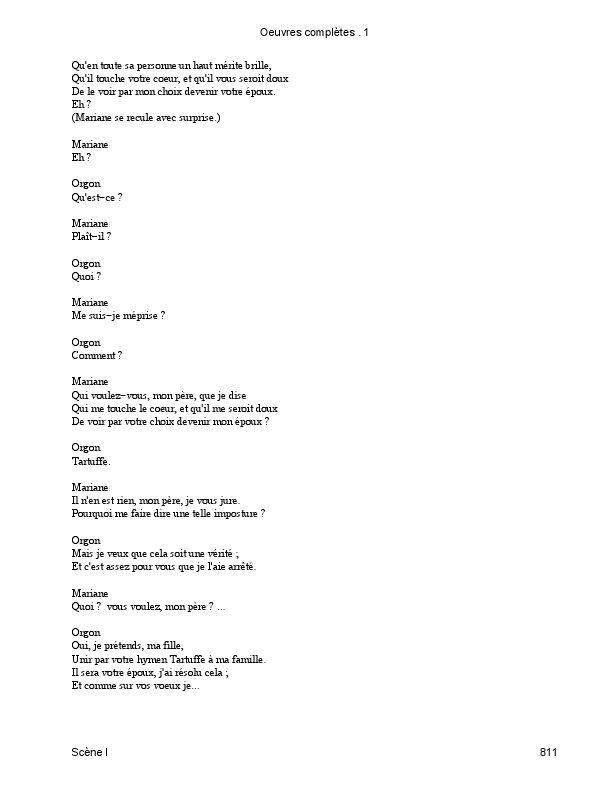 Oeuvres complètes . 1
Qu'en toute sa personne un haut mérite brille,
Qu'il touche votre coeur, et qu'il vous seroit doux
De le voir par mon choix devenir votre époux.
Eh ?
(Mariane se recule avec surprise.)
Mariane
Eh ?
Orgon
Qu'est−ce ?
Mariane
Plaît−il ?
Orgon
Quoi ?
Mariane
Me suis−je méprise ?
Orgon
Comment ?
Mariane
Qui voulez−vous, mon père, que je dise
Qui me touche le coeur, et qu'il me seroit doux
De voir par votre choix devenir mon époux ?
Orgon
Tartuffe.
Mariane
Il n'en est rien, mon père, je vous jure.
Pourquoi me faire dire une telle imposture ?
Orgon
Mais je veux que cela soit une vérité ;
Et c'est assez pour vous que je l'aie arrêté.
Mariane
Quoi ?  vous voulez, mon père ? ...
Orgon
Oui, je prétends, ma fille,
Unir par votre hymen Tartuffe à ma famille.
Il sera votre époux, j'ai résolu cela ;
Et comme sur vos voeux je...
Scène I
811